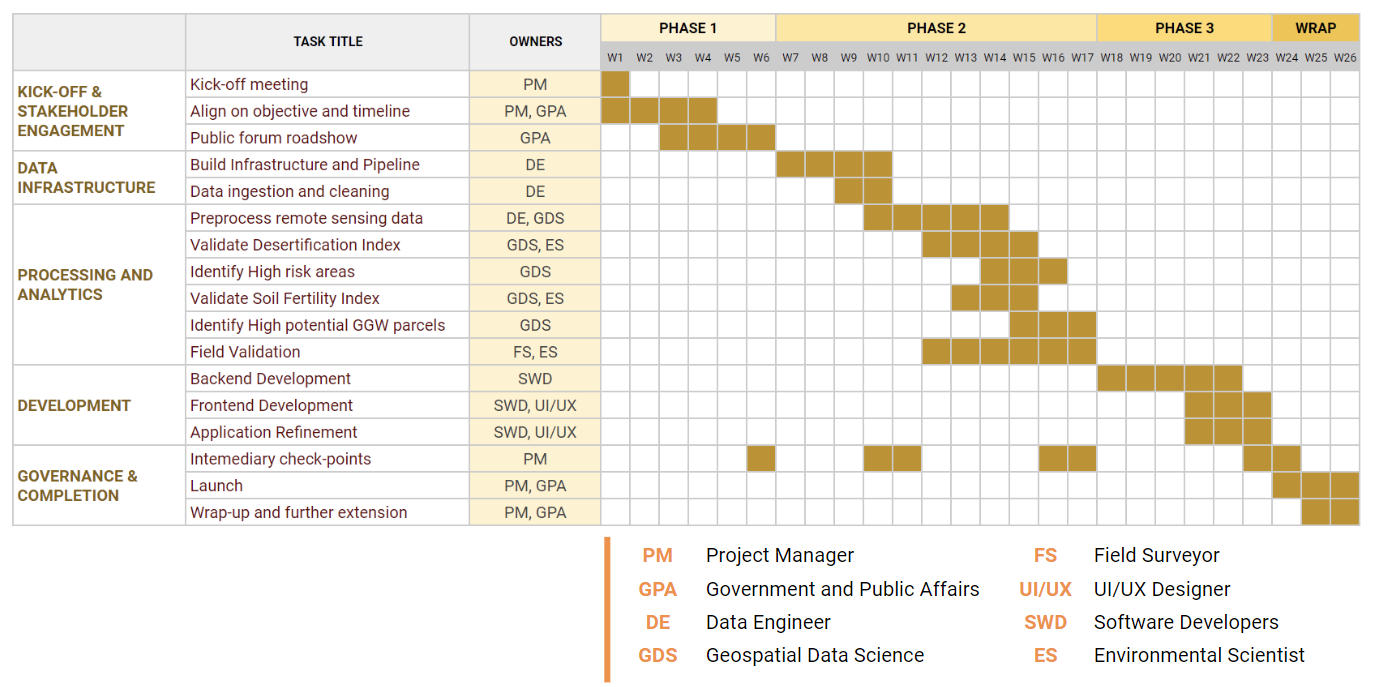 PHASE 1 PHASE 2 PHASE 3 WRAP
TASK TITLE OWNERS
W1 W2 W3 W4 W5 W6 W7 W8 W9 W10 W11 W12 W13 W14 W15 W16 W17 W18 W19 W20 W21 W22 W23 W24 W25 W26
KICK-OFF &
STAKEHOLDER
ENGAGEMENT
Kick-off meeting PM
Align on objective and timeline PM, GPA
Public forum roadshow GPA
DATA
INFRASTRUCTURE
Build Infrastructure and Pipeline DE
Data ingestion and cleaning DE
PROCESSING AND
ANALYTICS
Preprocess remote sensing data DE, GDS
Validate Desertification Index GDS, ES
Identify High risk areas GDS
Validate Soil Fertility Index GDS, ES
Identify High potential GGW parcels GDS
Field Validation FS, ES
DEVELOPMENT
Backend Development SWD
Frontend Development SWD, UI/UX
Application Refinement SWD, UI/UX
GOVERNANCE &
COMPLETION
Intemediary check-points PM
Launch PM, GPA
Wrap-up and further extension PM, GPA
PM Project Manager FS Field Surveyor
GPA Government and Public Affairs UI/UX UI/UX Designer
DE Data Engineer SWD Software Developers
GDS Geospatial Data Science ES Environmental Scientist